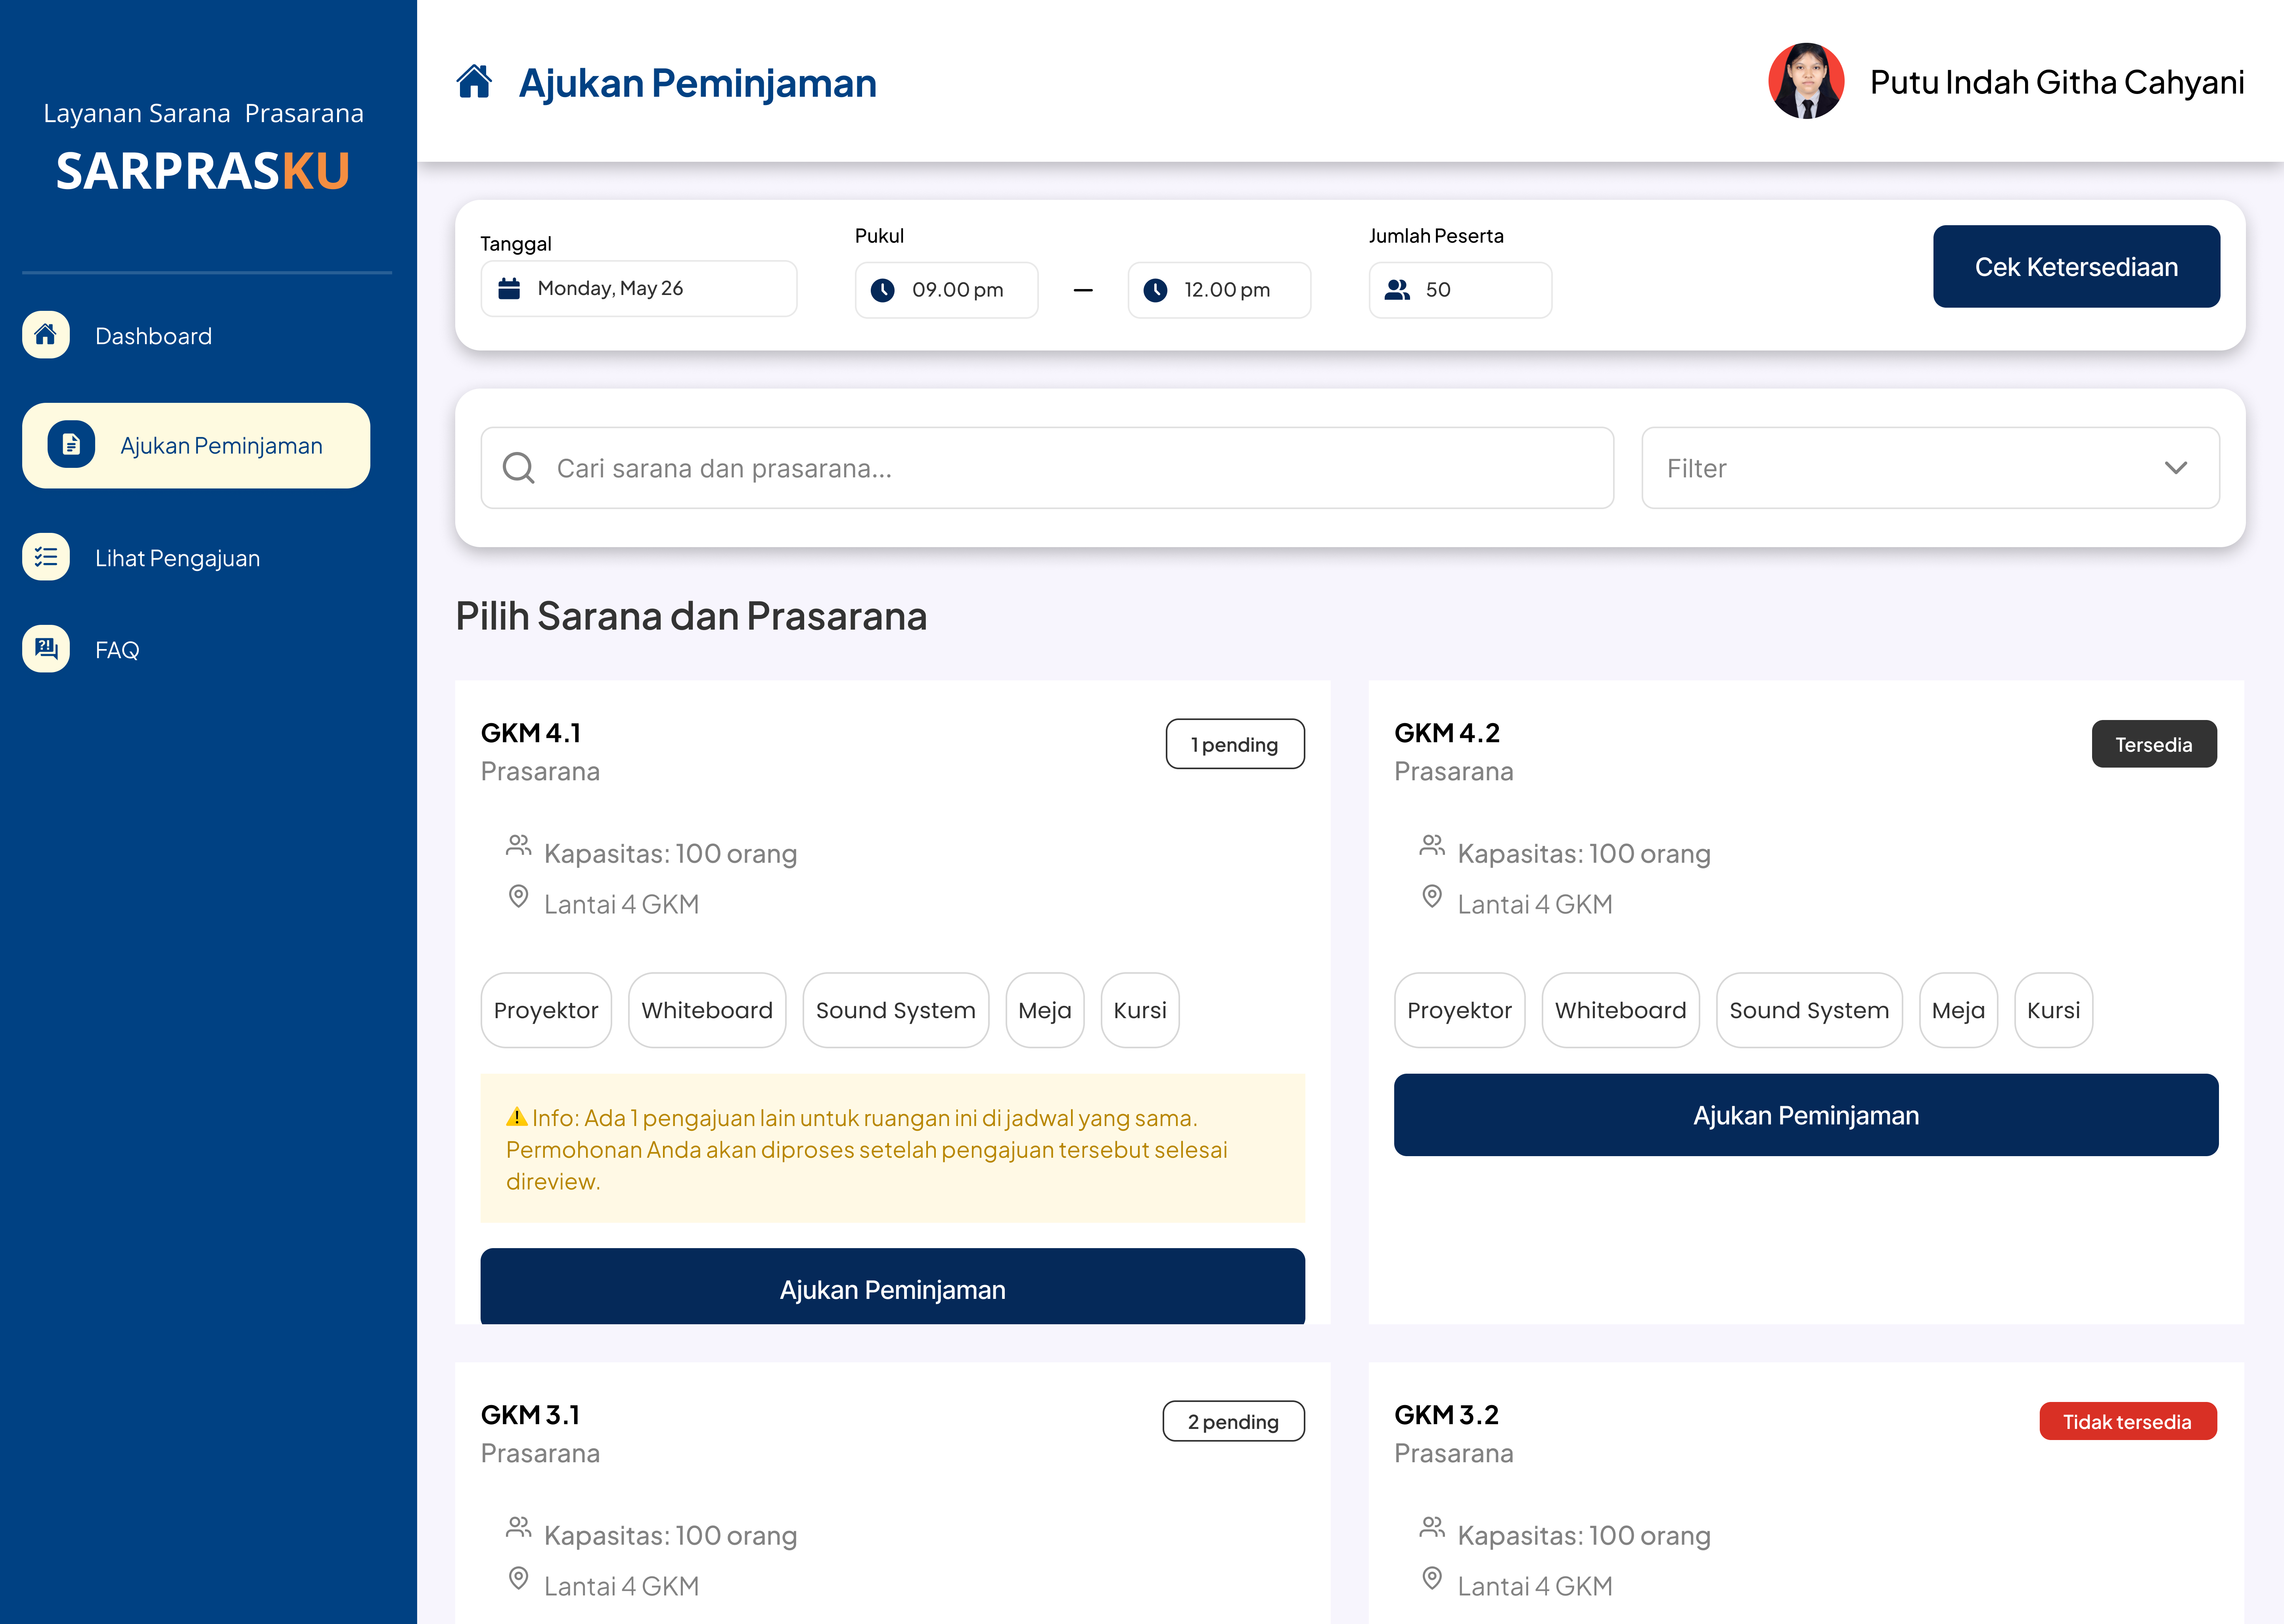 Layanan Sarana Prasarana
SARPRASKU
Dashboard
Ajukan Peminjaman
Lihat Pengajuan
FAQ
Ajukan Peminjaman
Putu Indah Githa Cahyani
Tanggal
Monday, May 26
Pukul
09.00 pm
–
12.00 pm
Jumlah Peserta
50
Cek Ketersediaan
Cari sarana dan prasarana...
Filter
Pilih Sarana dan Prasarana
GKM 4.1
1 pending
Prasarana
Kapasitas: 100 orang
Lantai 4 GKM
Proyektor Whiteboard Sound System Meja Kursi
⚠ Info: Ada 1 pengajuan lain untuk ruangan ini di jadwal yang sama.
Permohonan Anda akan diproses setelah pengajuan tersebut selesai
direview.
Ajukan Peminjaman
GKM 4.2
Tersedia
Prasarana
Kapasitas: 100 orang
Lantai 4 GKM
Proyektor Whiteboard Sound System Meja Kursi
Ajukan Peminjaman
GKM 3.1
2 pending
Prasarana
Kapasitas: 100 orang
Lantai 4 GKM
GKM 3.2
Tidak tersedia
Prasarana
Kapasitas: 100 orang
Lantai 4 GKM